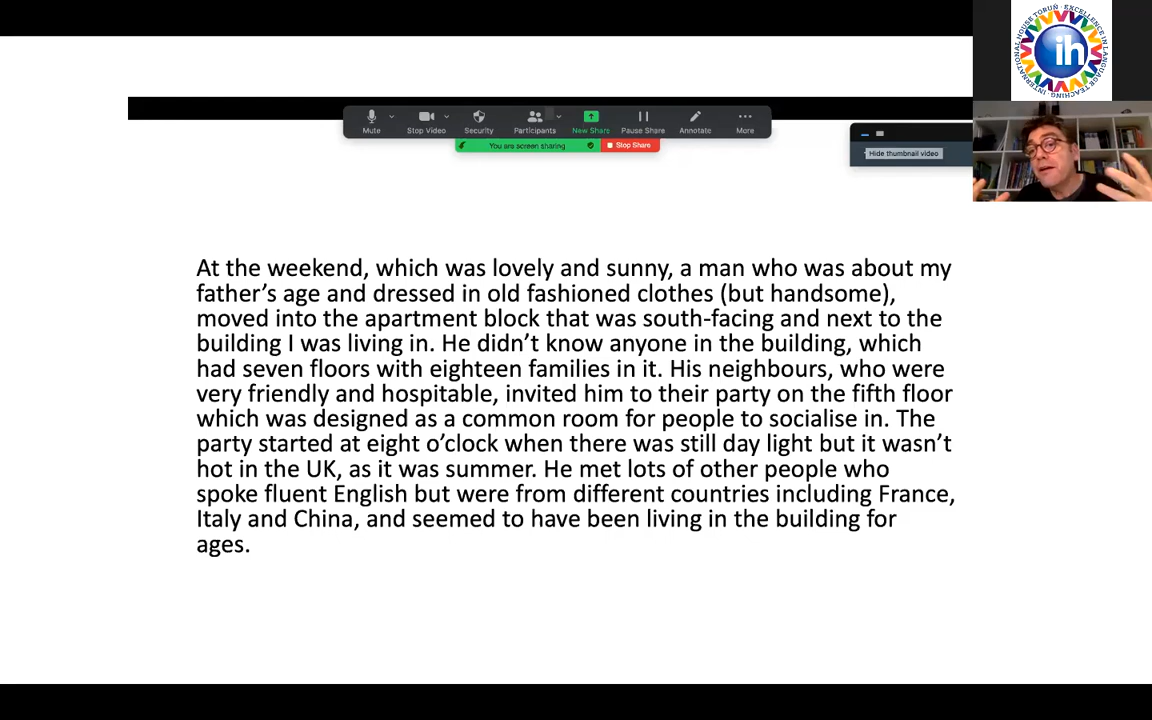 INTERNATIONAL HOUSE TORUŃ · EXCELLENCE IN LANGUAGE TEACHING
ih
Mute
Stop Video
Security
Participants
New Share
Pause Share
Annotate
More
You are screen sharing
Stop Share
Hide thumbnail video
At the weekend, which was lovely and sunny, a man who was about my
father’s age and dressed in old fashioned clothes (but handsome),
moved into the apartment block that was south-facing and next to the
building I was living in. He didn’t know anyone in the building, which
had seven floors with eighteen families in it. His neighbours, who were
very friendly and hospitable, invited him to their party on the fifth floor
which was designed as a common room for people to socialise in. The
party started at eight o’clock when there was still day light but it wasn’t
hot in the UK, as it was summer. He met lots of other people who
spoke fluent English but were from different countries including France,
Italy and China, and seemed to have been living in the building for
ages.